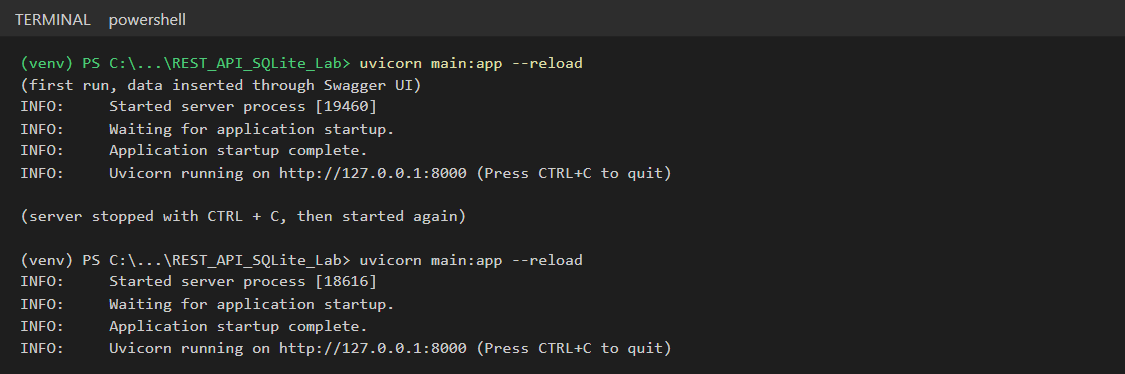 TERMINAL powershell
(venv) PS C:\...\REST_API_SQLite_Lab> uvicorn main:app --reload
(first run, data inserted through Swagger UI)
INFO:     Started server process [19460]
INFO:     Waiting for application startup.
INFO:     Application startup complete.
INFO:     Uvicorn running on http://127.0.0.1:8000 (Press CTRL+C to quit)
(server stopped with CTRL + C, then started again)
(venv) PS C:\...\REST_API_SQLite_Lab> uvicorn main:app --reload
INFO:     Started server process [18616]
INFO:     Waiting for application startup.
INFO:     Application startup complete.
INFO:     Uvicorn running on http://127.0.0.1:8000 (Press CTRL+C to quit)